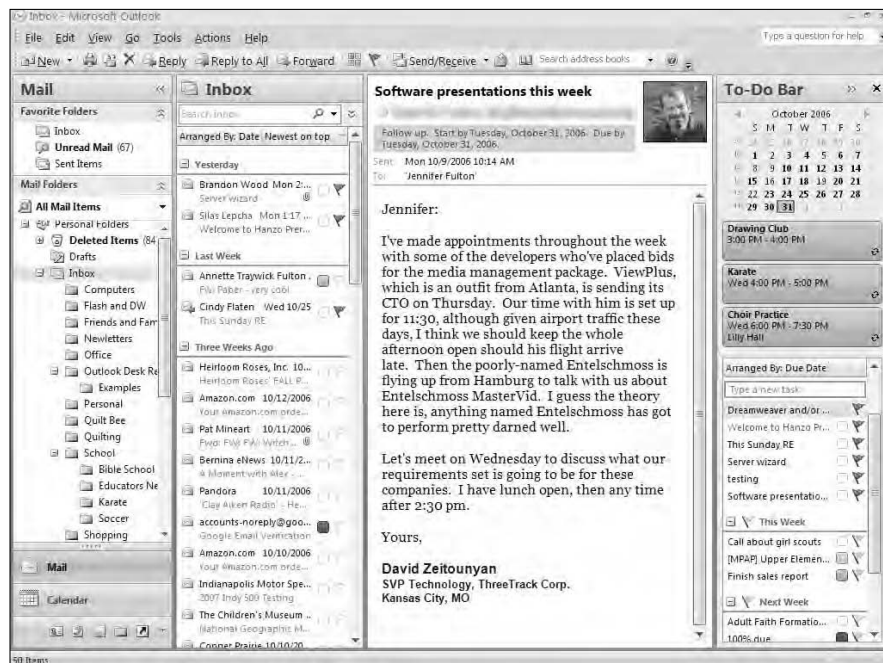 Inbox - Microsoft Outlook
File Edit View Go Tools Actions Help
Type a question for help
New Reply Reply to All Forward Send/Receive Search address books
Mail
Favorite Folders
Inbox
Unread Mail (67)
Sent Items
Mail Folders
All Mail Items
Personal Folders
Deleted Items (84
Drafts
Inbox
Computers
Flash and DW
Friends and Fam
Newletters
Office
Outlook Desk Re
Examples
Personal
Quilt Bee
Quilting
School
Bible School
Educators Ne
Karate
Soccer
Shopping
Mail
Calendar
50 Items
Inbox
Search Inbox
Arranged By: Date Newest on top
Yesterday
Brandon Wood Mon 2:...
Server wizard
Silas Lepcha Mon 1:17 ...
Welcome to Hanzo Prer...
Last Week
Annette Traywick Fulton .
FW: Paper - very cool
Cindy Flaten Wed 10/25
This Sunday RE
Three Weeks Ago
Heirloom Roses, Inc. 10...
Heirloom Roses' FALL P...
Amazon.com 10/12/2006
Your Amazon.com orde...
Pat Mineart 10/11/2006
Fwd: FW: FW: Witch ...
Bernina eNews 10/11/2...
A Moment with Alex - ...
Pandora 10/11/2006
'Clay Aiken Radio' - He...
accounts-noreply@goo...
Google Email Verification
Amazon.com 10/10/2006
Your Amazon.com orde...
Indianapolis Motor Spe...
2007 Indy 500 Testing
The Children's Museum ..
National Geographic M...
Conner Prairie 10/10/20...
Software presentations this week
Follow up. Start by Tuesday, October 31, 2006. Due by
Tuesday, October 31, 2006.
Sent: Mon 10/9/2006 10:14 AM
To: 'Jennifer Fulton'
Jennifer:
I've made appointments throughout the week
with some of the developers who've placed bids
for the media management package. ViewPlus,
which is an outfit from Atlanta, is sending its
CTO on Thursday. Our time with him is set up
for 11:30, although given airport traffic these
days, I think we should keep the whole
afternoon open should his flight arrive
late. Then the poorly-named Entelschmoss is
flying up from Hamburg to talk with us about
Entelschmoss MasterVid. I guess the theory
here is, anything named Entelschmoss has got
to perform pretty darned well.
Let's meet on Wednesday to discuss what our
requirements set is going to be for these
companies. I have lunch open, then any time
after 2:30 pm.
Yours,
David Zeitounyan
SVP Technology, ThreeTrack Corp.
Kansas City, MO
To-Do Bar
October 2006
S M T W T F S
1 2 3 4 5 6 7
8 9 10 11 12 13 14
15 16 17 18 19 20 21
22 23 24 25 26 27 28
29 30 31
Drawing Club
3:00 PM - 4:00 PM
Karate
Wed 4:00 PM - 5:00 PM
Choir Practice
Wed 6:00 PM - 7:30 PM
Lilly Hall
Arranged By: Due Date
Type a new task
Dreamweaver and/or ...
Welcome to Hanzo Pr...
This Sunday RE
Server wizard
testing
Software presentatio...
This Week
Call about girl scouts
[MPAP] Upper Elemen...
Finish sales report
Next Week
Adult Faith Formatio...
100% due